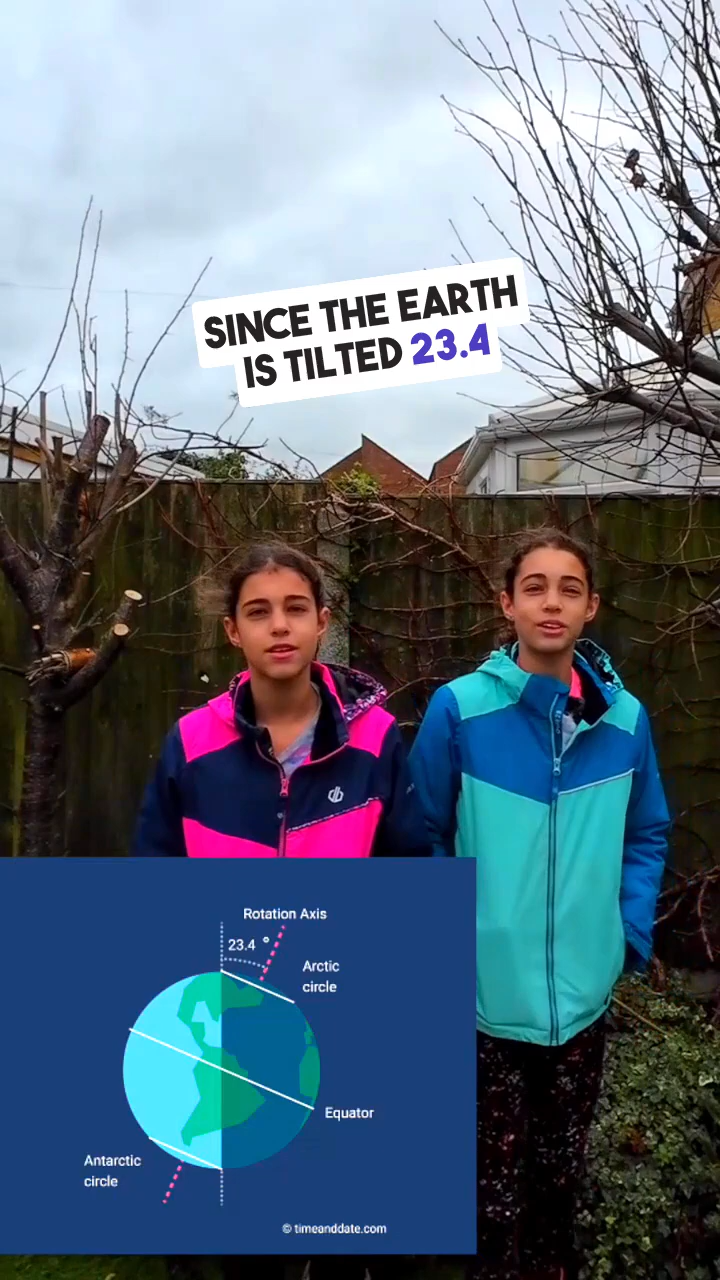 SINCE THE EARTH
IS TILTED 23.4
Rotation Axis
23.4 °
Arctic
circle
Equator
Antarctic
circle
© timeanddate.com